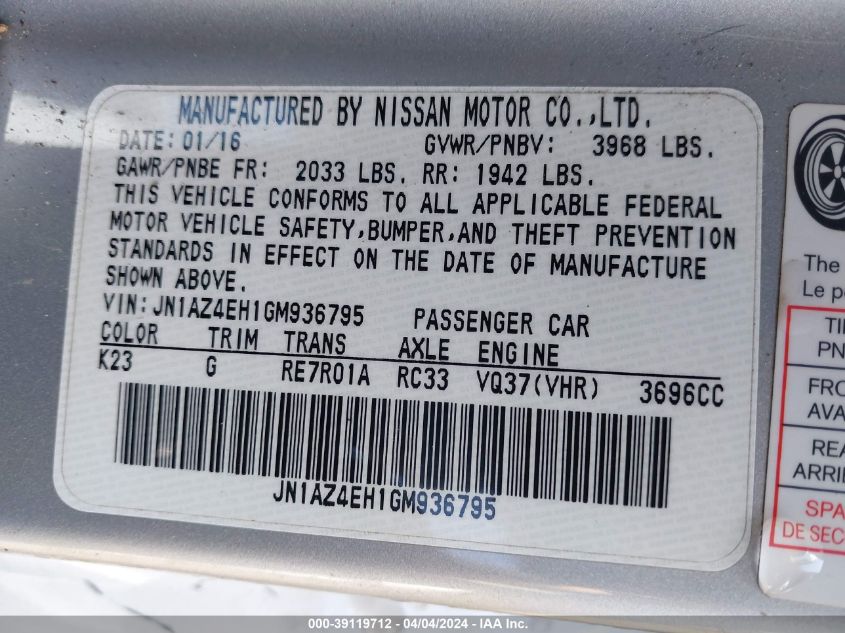 MANUFACTURED BY NISSAN MOTOR CO.,LTD.
DATE: 01/16 GVWR/PNBV: 3968 LBS.
GAWR/PNBE FR: 2033 LBS. RR: 1942 LBS.
THIS VEHICLE CONFORMS TO ALL APPLICABLE FEDERAL
MOTOR VEHICLE SAFETY,BUMPER,AND THEFT PREVENTION
STANDARDS IN EFFECT ON THE DATE OF MANUFACTURE
SHOWN ABOVE.
VIN:JN1AZ4EH1GM936795 PASSENGER CAR
COLOR TRIM TRANS AXLE ENGINE
K23 G RE7R01A RC33 VQ37(VHR) 3696CC
JN1AZ4EH1GM936795
The
Le
PN
FRO
AVA
REA
ARRIE
SPA
DE SEC
000-39119712 - 04/04/2024 - IAA Inc.